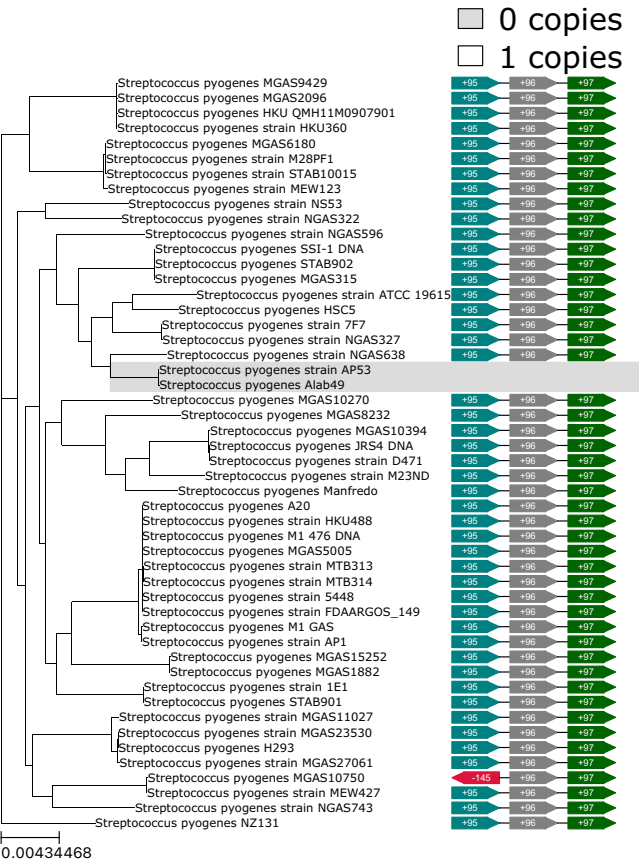 0 copies
1 copies
Streptococcus pyogenes MGAS9429 +95 +96 +97
Streptococcus pyogenes MGAS2096 +95 +96 +97
Streptococcus pyogenes HKU QMH11M0907901 +95 +96 +97
Streptococcus pyogenes strain HKU360 +95 +96 +97
Streptococcus pyogenes MGAS6180 +95 +96 +97
Streptococcus pyogenes strain M28PF1 +95 +96 +97
Streptococcus pyogenes strain STAB10015 +95 +96 +97
Streptococcus pyogenes strain MEW123 +95 +96 +97
Streptococcus pyogenes strain NS53 +95 +96 +97
Streptococcus pyogenes strain NGAS322 +95 +96 +97
Streptococcus pyogenes strain NGAS596 +95 +96 +97
Streptococcus pyogenes SSI-1 DNA +95 +96 +97
Streptococcus pyogenes STAB902 +95 +96 +97
Streptococcus pyogenes MGAS315 +95 +96 +97
Streptococcus pyogenes strain ATCC 19615 +95 +96 +97
Streptococcus pyogenes HSC5 +95 +96 +97
Streptococcus pyogenes strain 7F7 +95 +96 +97
Streptococcus pyogenes strain NGAS327 +95 +96 +97
Streptococcus pyogenes strain NGAS638 +95 +96 +97
Streptococcus pyogenes strain AP53
Streptococcus pyogenes Alab49
Streptococcus pyogenes MGAS10270 +95 +96 +97
Streptococcus pyogenes MGAS8232 +95 +96 +97
Streptococcus pyogenes MGAS10394 +95 +96 +97
Streptococcus pyogenes JRS4 DNA +95 +96 +97
Streptococcus pyogenes strain D471 +95 +96 +97
Streptococcus pyogenes strain M23ND +95 +96 +97
Streptococcus pyogenes Manfredo +95 +96 +97
Streptococcus pyogenes A20 +95 +96 +97
Streptococcus pyogenes strain HKU488 +95 +96 +97
Streptococcus pyogenes M1 476 DNA +95 +96 +97
Streptococcus pyogenes MGAS5005 +95 +96 +97
Streptococcus pyogenes strain MTB313 +95 +96 +97
Streptococcus pyogenes strain MTB314 +95 +96 +97
Streptococcus pyogenes strain 5448 +95 +96 +97
Streptococcus pyogenes strain FDAARGOS_149 +95 +96 +97
Streptococcus pyogenes M1 GAS +95 +96 +97
Streptococcus pyogenes strain AP1 +95 +96 +97
Streptococcus pyogenes MGAS15252 +95 +96 +97
Streptococcus pyogenes MGAS1882 +95 +96 +97
Streptococcus pyogenes strain 1E1 +95 +96 +97
Streptococcus pyogenes STAB901 +95 +96 +97
Streptococcus pyogenes strain MGAS11027 +95 +96 +97
Streptococcus pyogenes strain MGAS23530 +95 +96 +97
Streptococcus pyogenes H293 +95 +96 +97
Streptococcus pyogenes strain MGAS27061 +95 +96 +97
Streptococcus pyogenes MGAS10750 -145 +96 +97
Streptococcus pyogenes strain MEW427 +95 +96 +97
Streptococcus pyogenes strain NGAS743 +95 +96 +97
Streptococcus pyogenes NZ131 +95 +96 +97
0.00434468